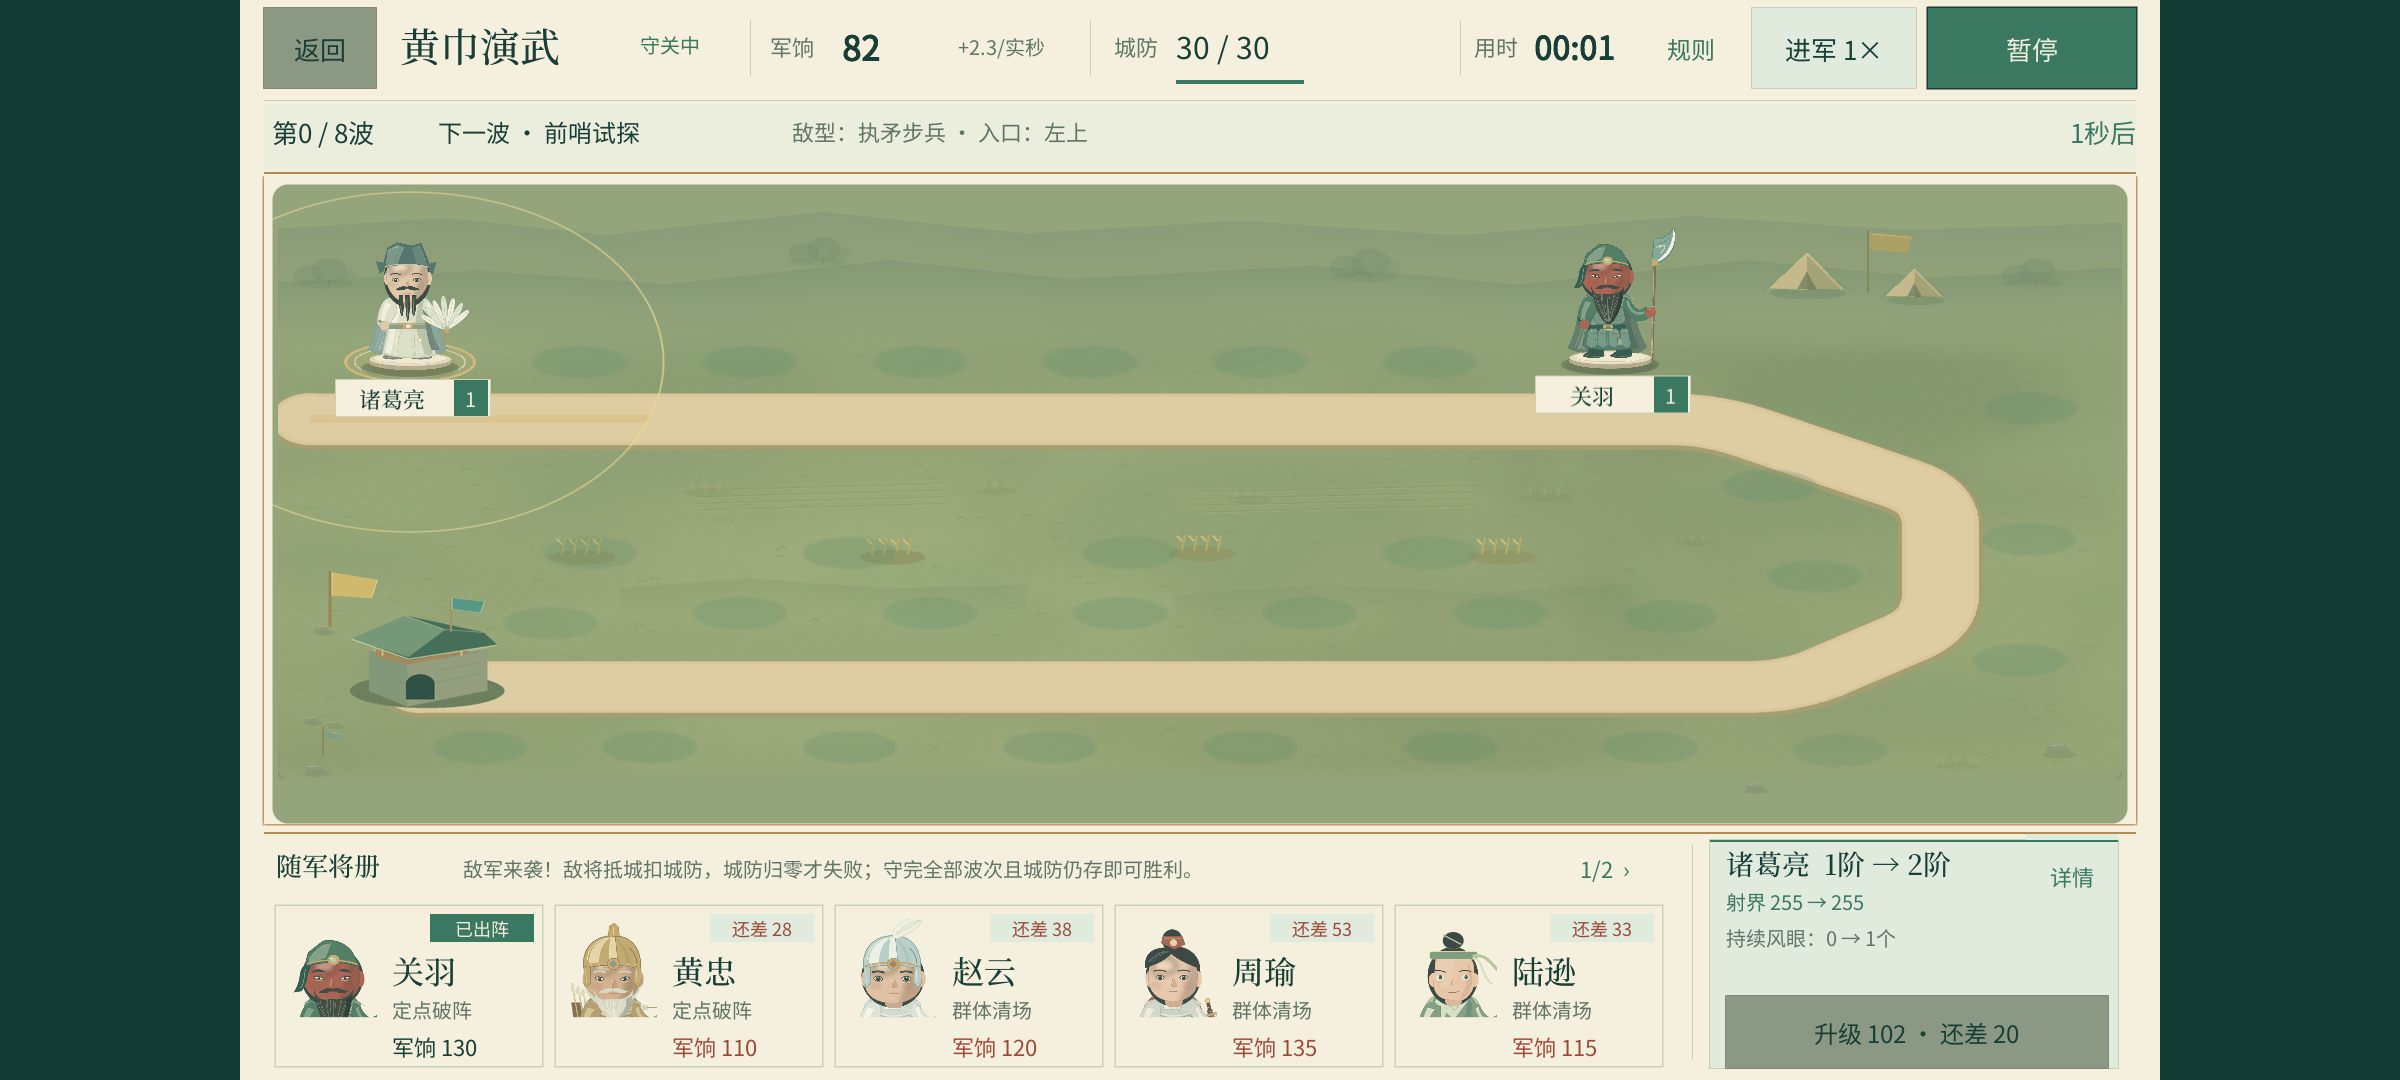 返回
黄巾演武
守关中
军饷 82 +2.3/实秒
城防 30 / 30
用时 00:01
规则
进军 1×
暂停
第0 / 8波 下一波 · 前哨试探 敌型：执矛步兵 · 入口：左上 1秒后
诸葛亮 1
关羽 1
随军将册 敌军来袭！敌将抵城扣城防，城防归零才失败；守完全部波次且城防仍存即可胜利。 1/2 ›
已出阵
关羽
定点破阵
军饷 130
还差 28
黄忠
定点破阵
军饷 110
还差 38
赵云
群体清场
军饷 120
还差 53
周瑜
群体清场
军饷 135
还差 33
陆逊
群体清场
军饷 115
诸葛亮 1阶 → 2阶 详情
射界 255 → 255
持续风眼：0 → 1个
升级 102 · 还差 20